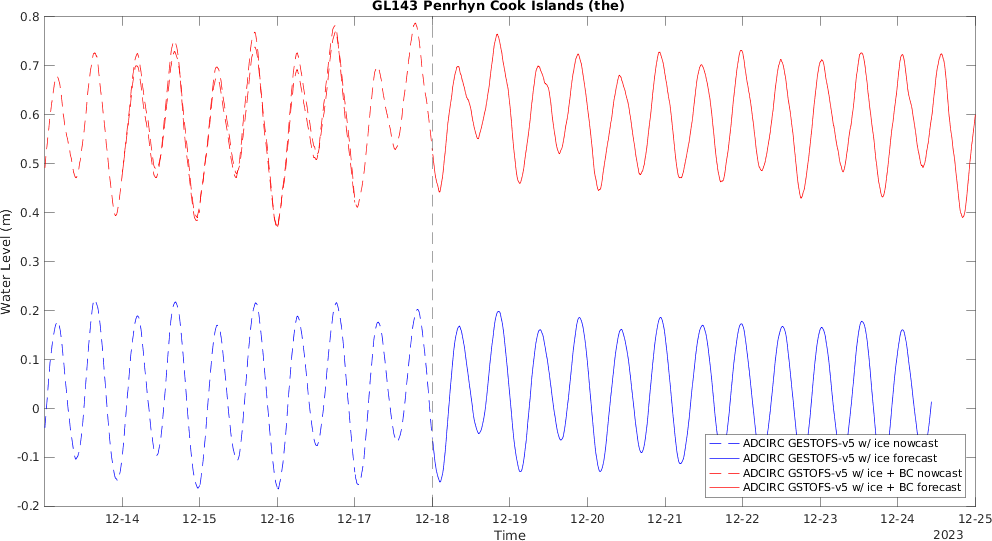 GL143 Penrhyn Cook Islands (the)
0.8
0.7
0.6
0.5
0.4
0.3
0.2
0.1
0
-0.1
-0.2
Water Level (m)
12-14 12-15 12-16 12-17 12-18 12-19 12-20 12-21 12-22 12-23 12-24 12-25
Time
2023
ADCIRC GESTOFS-v5 w/ ice nowcast
ADCIRC GESTOFS-v5 w/ ice forecast
ADCIRC GSTOFS-v5 w/ ice + BC nowcast
ADCIRC GSTOFS-v5 w/ ice + BC forecast